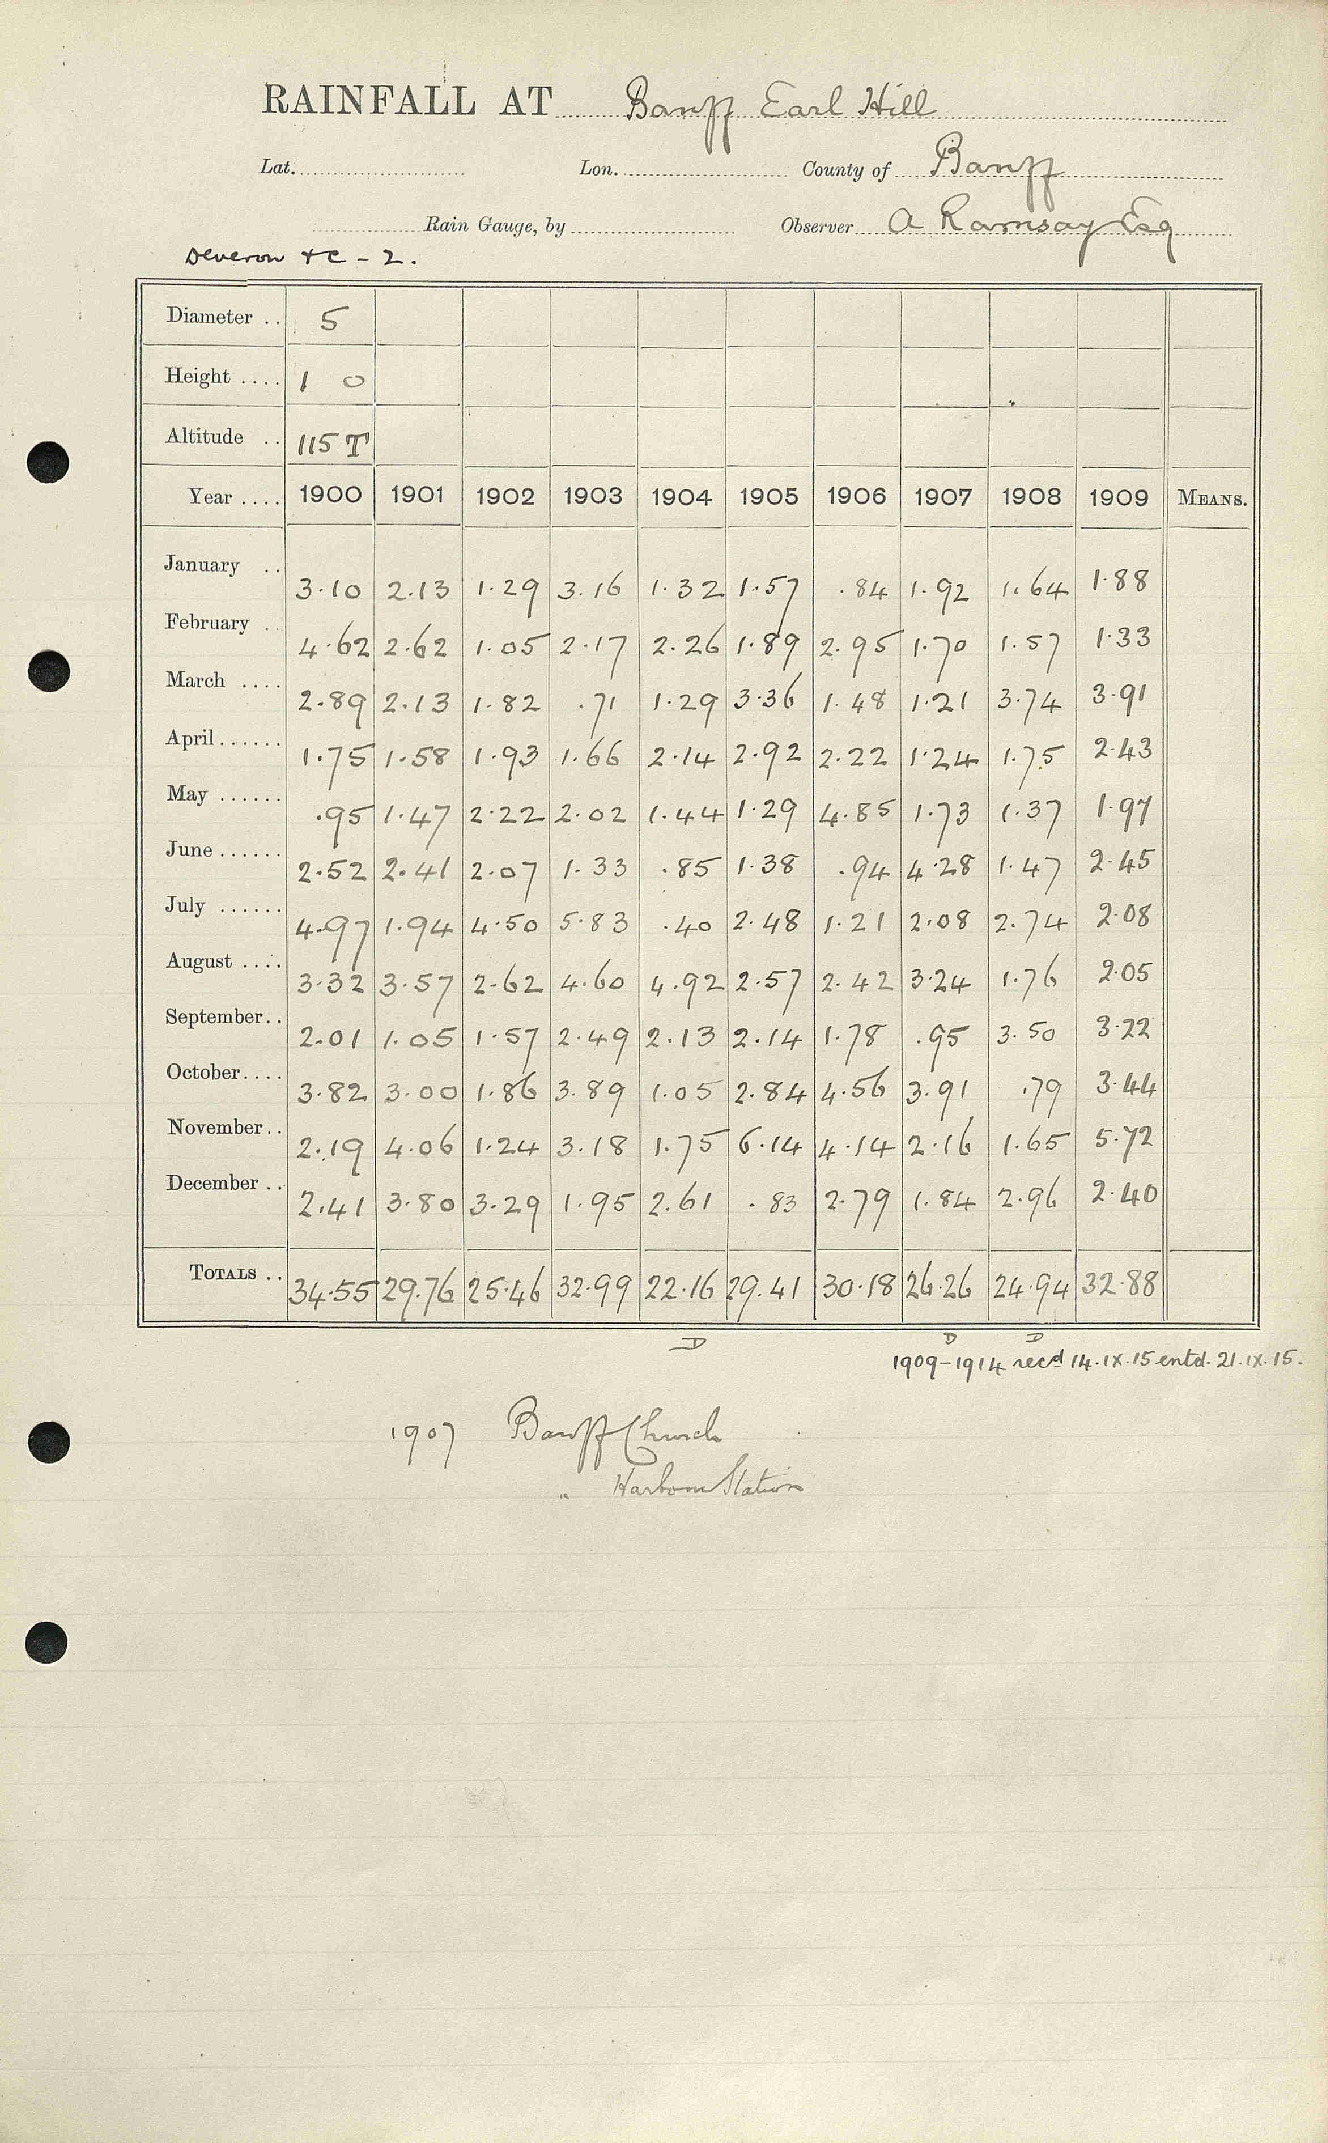 RAINFALL AT Banff Earl Hill
Lat. Lon. County of Banff
Rain Gauge, by Observer A Ramsay Esq
Deveron &c - 2.
Diameter .. 5
Height .... 1 0
Altitude .. 115 T
Year .... 1900 1901 1902 1903 1904 1905 1906 1907 1908 1909 MEANS.
January .. 3.10 2.13 1.29 3.16 1.32 1.57 .84 1.92 1.64 1.88
February .. 4.62 2.62 1.05 2.17 2.26 1.89 2.95 1.70 1.57 1.33
March .... 2.89 2.13 1.82 .71 1.29 3.36 1.48 1.21 3.74 3.91
April ...... 1.75 1.58 1.93 1.66 2.14 2.92 2.22 1.24 1.75 2.43
May ...... .95 1.47 2.22 2.02 1.44 1.29 4.85 1.73 1.37 1.97
June ...... 2.52 2.41 2.07 1.33 .85 1.38 .94 4.28 1.47 2.45
July ...... 4.97 1.94 4.50 5.83 .40 2.48 1.21 2.08 2.74 2.08
August .... 3.32 3.57 2.62 4.60 4.92 2.57 2.42 3.24 1.76 2.05
September .. 2.01 1.05 1.57 2.49 2.13 2.14 1.78 .95 3.50 3.22
October .... 3.82 3.00 1.86 3.89 1.05 2.84 4.56 3.91 .79 3.44
November .. 2.19 4.06 1.24 3.18 1.75 6.14 4.14 2.16 1.65 5.72
December .. 2.41 3.80 3.29 1.95 2.61 .83 2.79 1.84 2.96 2.40
TOTALS .. 34.55 29.76 25.46 32.99 22.16 29.41 30.18 26.26 24.94 32.88
D D D
1909-1914 recd 14.IX.15 entd. 21.IX.15.
1907 Banff Church
" Harbour Station